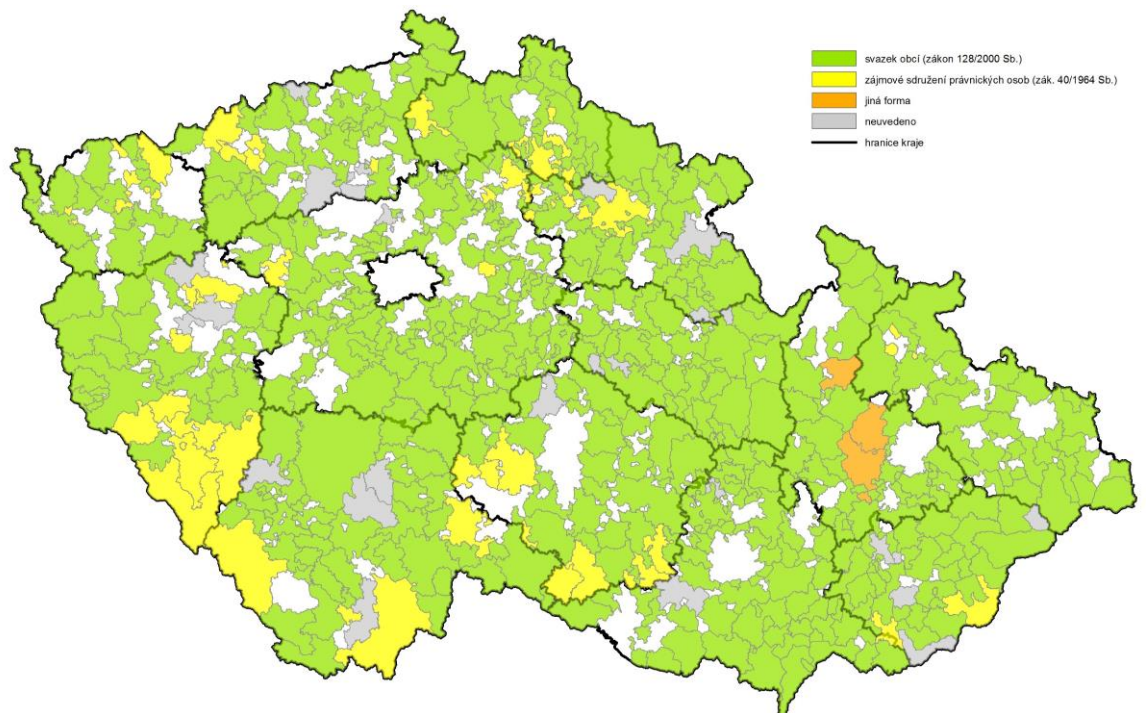 svazek obcí (zákon 128/2000 Sb.)
zájmové sdružení právnických osob (zák. 40/1964 Sb.)
jiná forma
neuvedeno
hranice kraje